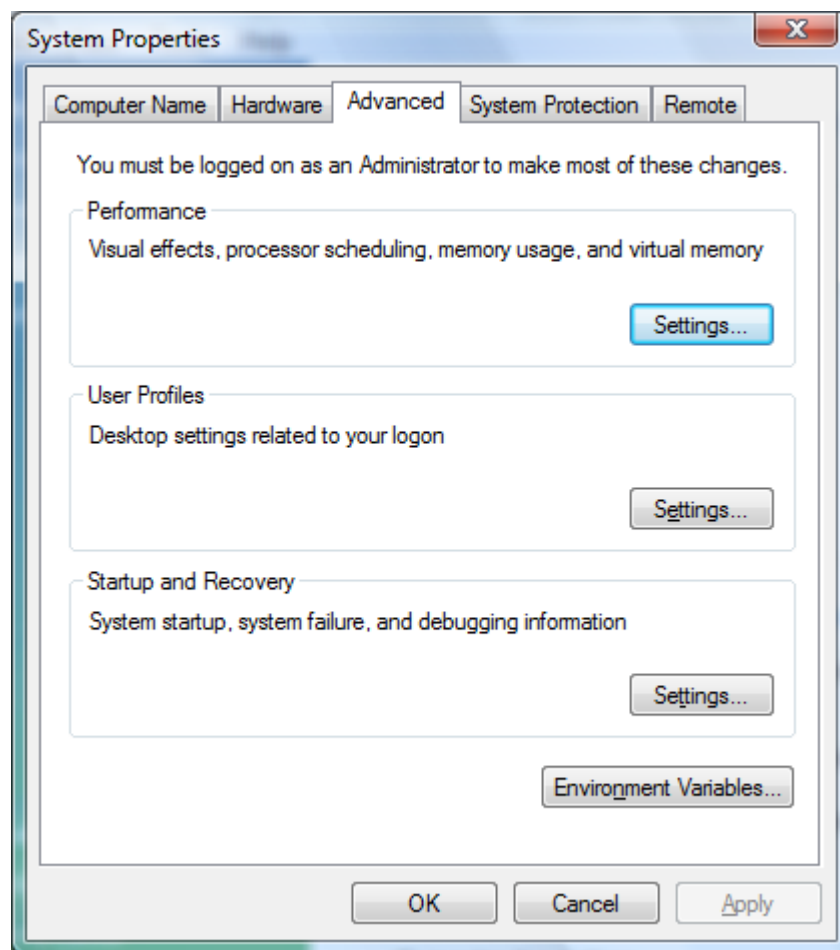 System Properties
Computer Name Hardware Advanced System Protection Remote
You must be logged on as an Administrator to make most of these changes.
Performance
Visual effects, processor scheduling, memory usage, and virtual memory
Settings...
User Profiles
Desktop settings related to your logon
Settings...
Startup and Recovery
System startup, system failure, and debugging information
Settings...
Environment Variables...
OK Cancel Apply